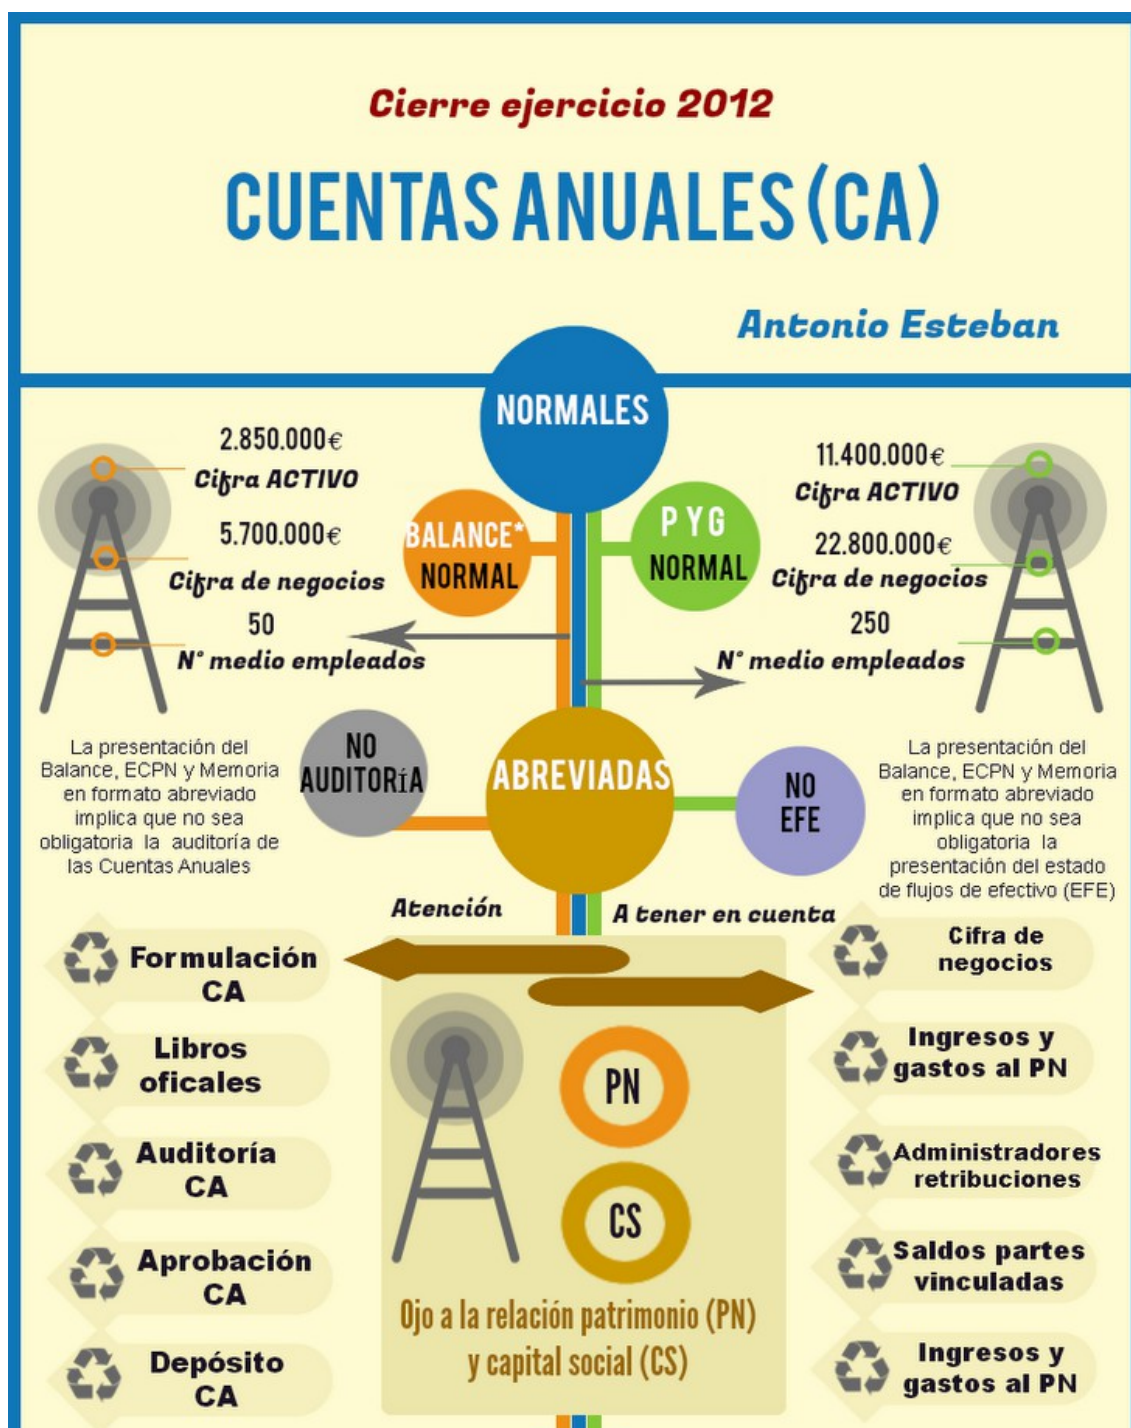 Cierre ejercicio 2012
CUENTAS ANUALES (CA)
Antonio Esteban
NORMALES
2.850.000€
Cifra ACTIVO
5.700.000€
Cifra de negocios
50
N° medio empleados
BALANCE*
NORMAL
P Y G
NORMAL
11.400.000€
Cifra ACTIVO
22.800.000€
Cifra de negocios
250
N° medio empleados
La presentación del
Balance, ECPN y Memoria
en formato abreviado
implica que no sea
obligatoria la auditoría de
las Cuentas Anuales
NO
AUDITORÍA
ABREVIADAS
NO
EFE
La presentación del
Balance, ECPN y Memoria
en formato abreviado
implica que no sea
obligatoria la
presentación del estado
de flujos de efectivo (EFE)
Atención
A tener en cuenta
Formulación
CA
Libros
oficales
Auditoría
CA
Aprobación
CA
Depósito
CA
PN
CS
Ojo a la relación patrimonio (PN)
y capital social (CS)
Cifra de
negocios
Ingresos y
gastos al PN
Administradores
retribuciones
Saldos partes
vinculadas
Ingresos y
gastos al PN